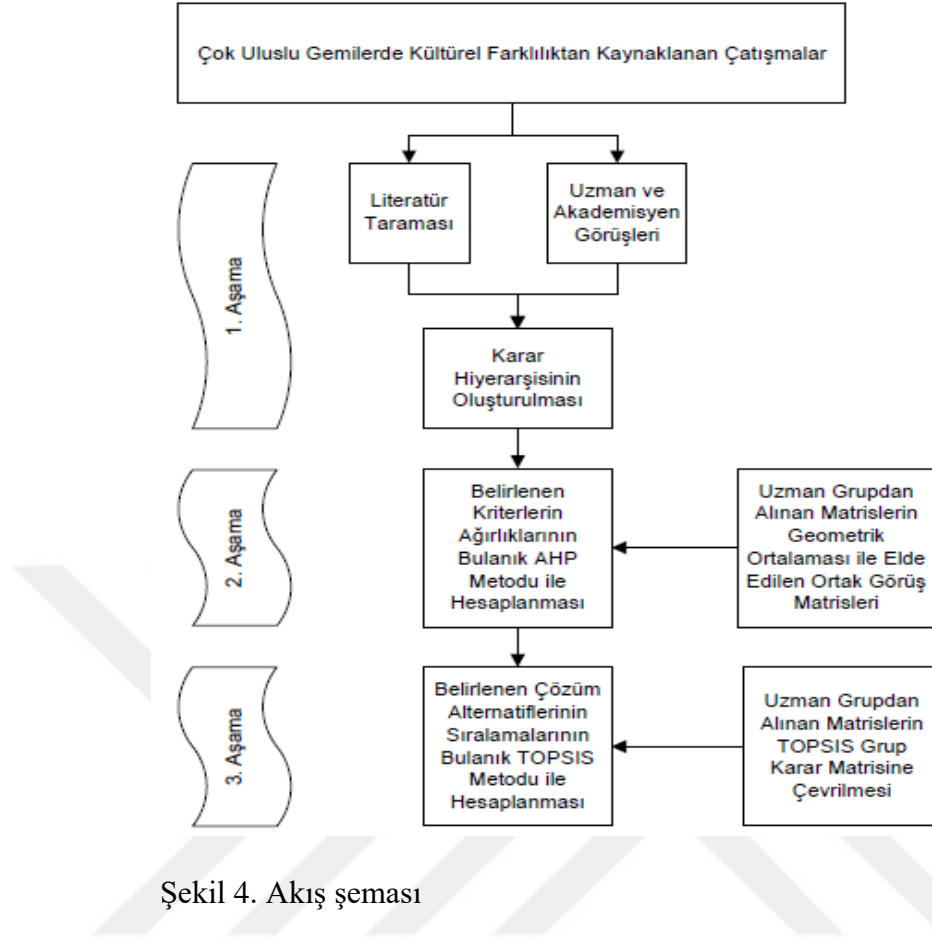 Çok Uluslu Gemilerde Kültürel Farklılıktan Kaynaklanan Çatışmalar
1. Aşama
Literatür
Taraması
Uzman ve
Akademisyen
Görüşleri
Karar
Hiyerarşisinin
Oluşturulması
2. Aşama
Belirlenen
Kriterlerin
Ağırlıklarının
Bulanık AHP
Metodu ile
Hesaplanması
Uzman Grupdan
Alınan Matrislerin
Geometrik
Ortalaması ile Elde
Edilen Ortak Görüş
Matrisleri
3. Aşama
Belirlenen Çözüm
Alternatiflerinin
Sıralamalarının
Bulanık TOPSIS
Metodu ile
Hesaplanması
Uzman Grupdan
Alınan Matrislerin
TOPSIS Grup
Karar Matrisine
Çevrilmesi
Şekil 4. Akış şeması